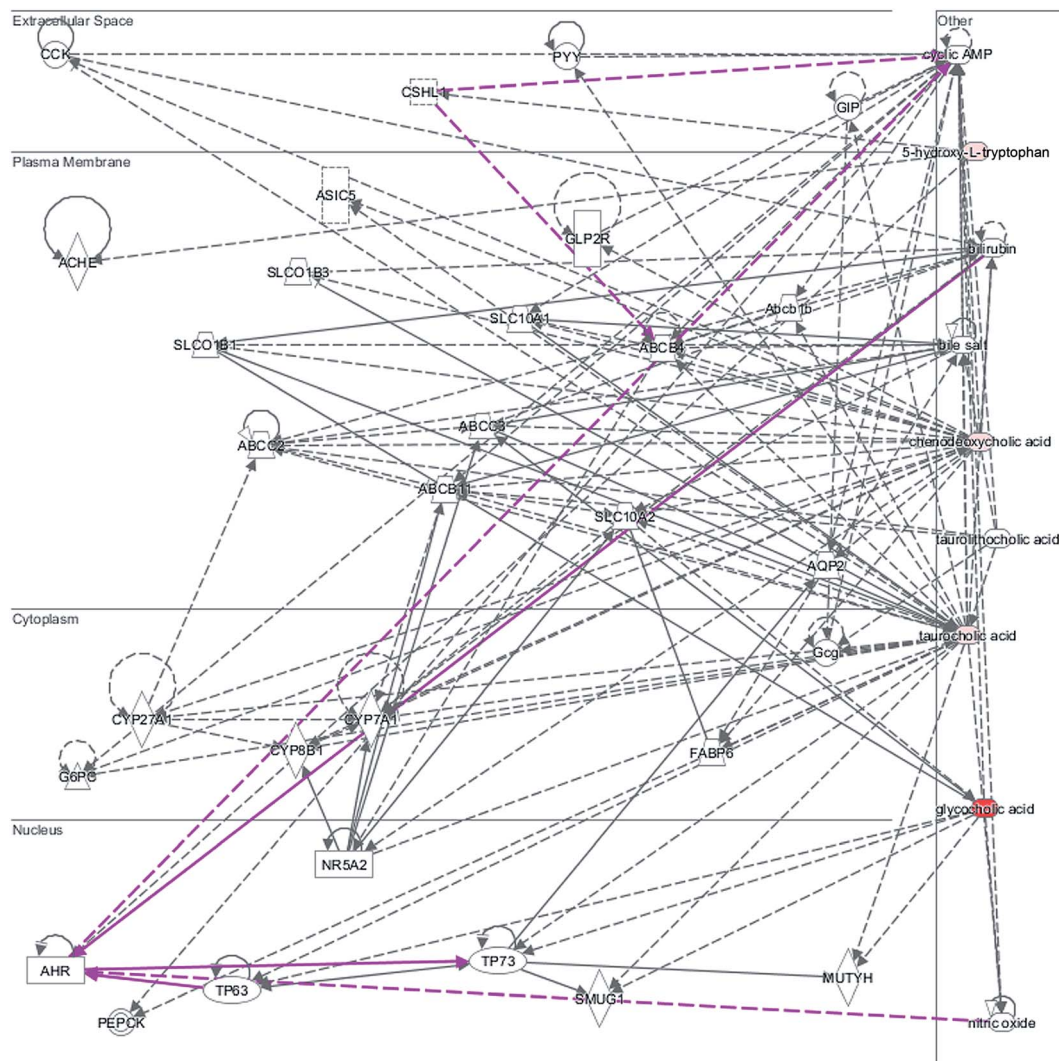 Extracellular Space
Other
CCK
PYY
cyclic AMP
CSHL1
GIP
5-hydroxy-L-tryptophan
Plasma Membrane
ASIC5
GLP2R
bilirubin
ACHE
SLCO1B3
Abcb1b
SLC10A1
SLCO1B1
ABCB4
bile salt
ABCC3
ABCC2
chenodeoxycholic acid
ABCB11
SLC10A2
taurolithocholic acid
AQP2
Cytoplasm
taurocholic acid
Gcg
CYP27A1
CYP7A1
CYP8B1
FABP6
G6PC
glycocholic acid
Nucleus
NR5A2
TP73
AHR
MUTYH
TP63
SMUG1
PEPCK
nitric oxide